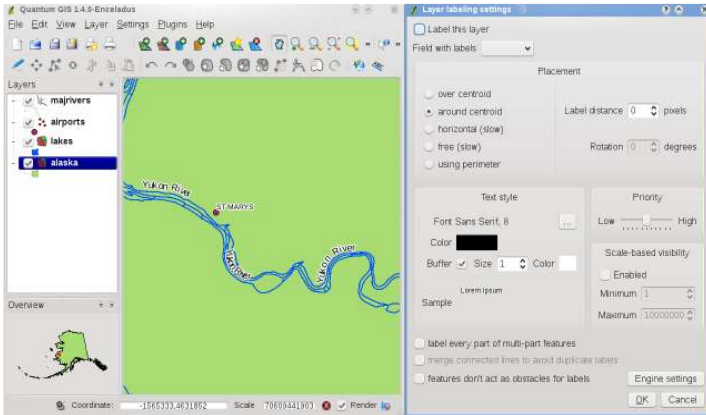 Quantum GIS 1.4.0-Enceladus
File Edit View Layer Settings Plugins Help
Layers
majrivers
airports
lakes
alaska
Overview
Yukon River
ST MARYS
Yukon River
Yukon River
Coordinate: -1565333,4631852 Scale 70609441903 Render
Layer labeling settings
Label this layer
Field with labels
Placement
over centroid
around centroid
horizontal (slow)
free (slow)
using perimeter
Label distance 0 pixels
Rotation 0 degrees
Text style
Font Sans Serif, 8 ...
Color
Buffer Size 1 Color
Lorem Ipsum
Sample
Priority
Low High
Scale-based visibility
Enabled
Minimum 1
Maximum 10000000
label every part of multi-part features
merge connected lines to avoid duplicate labels
features don't act as obstacles for labels
Engine settings
OK Cancel